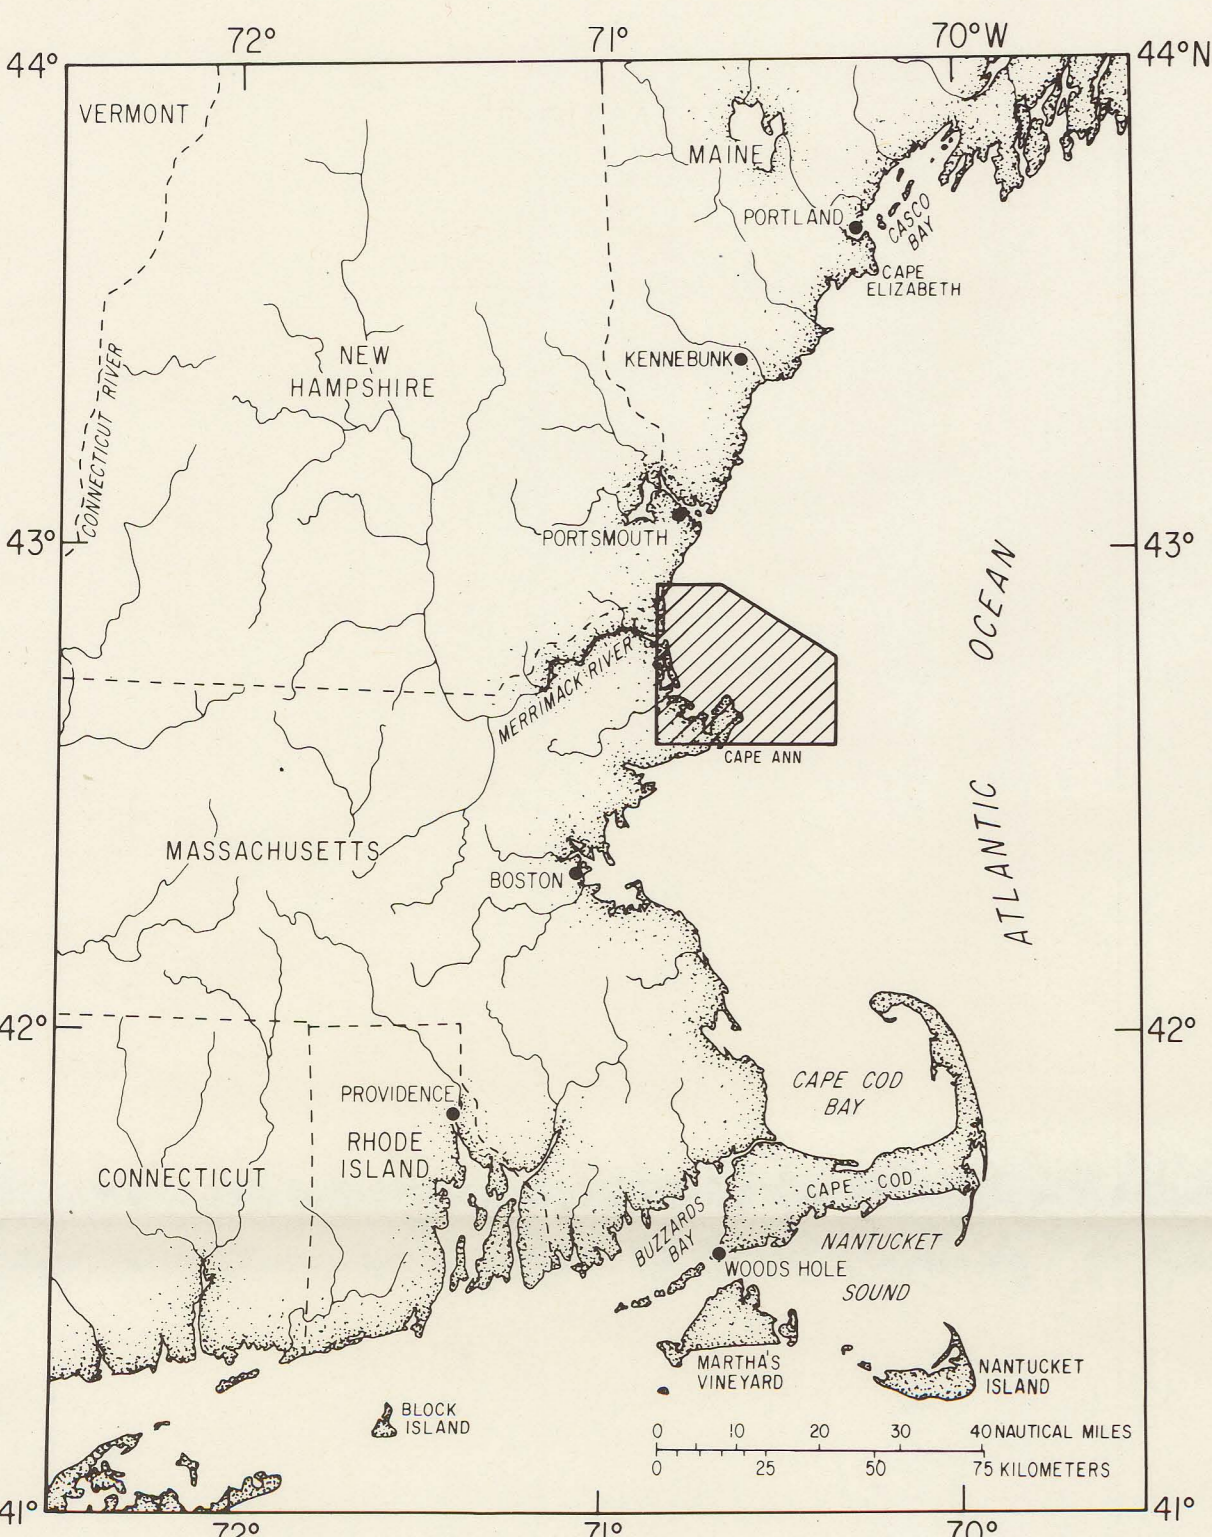 72° 71° 70°W
44° 44°N
VERMONT
MAINE
PORTLAND
CASCO
BAY
CAPE
ELIZABETH
NEW
HAMPSHIRE
KENNEBUNK
CONNECTICUT RIVER
43° 43°
PORTSMOUTH
OCEAN
MERRIMACK RIVER
CAPE ANN
ATLANTIC
MASSACHUSETTS
BOSTON
42° 42°
CAPE COD
BAY
PROVIDENCE
RHODE
ISLAND
CONNECTICUT
CAPE COD
BUZZARDS
BAY
NANTUCKET
SOUND
WOODS HOLE
MARTHA'S
VINEYARD
NANTUCKET
ISLAND
BLOCK
ISLAND
0 10 20 30 40 NAUTICAL MILES
0 25 50 75 KILOMETERS
41° 41°
72° 71° 70°